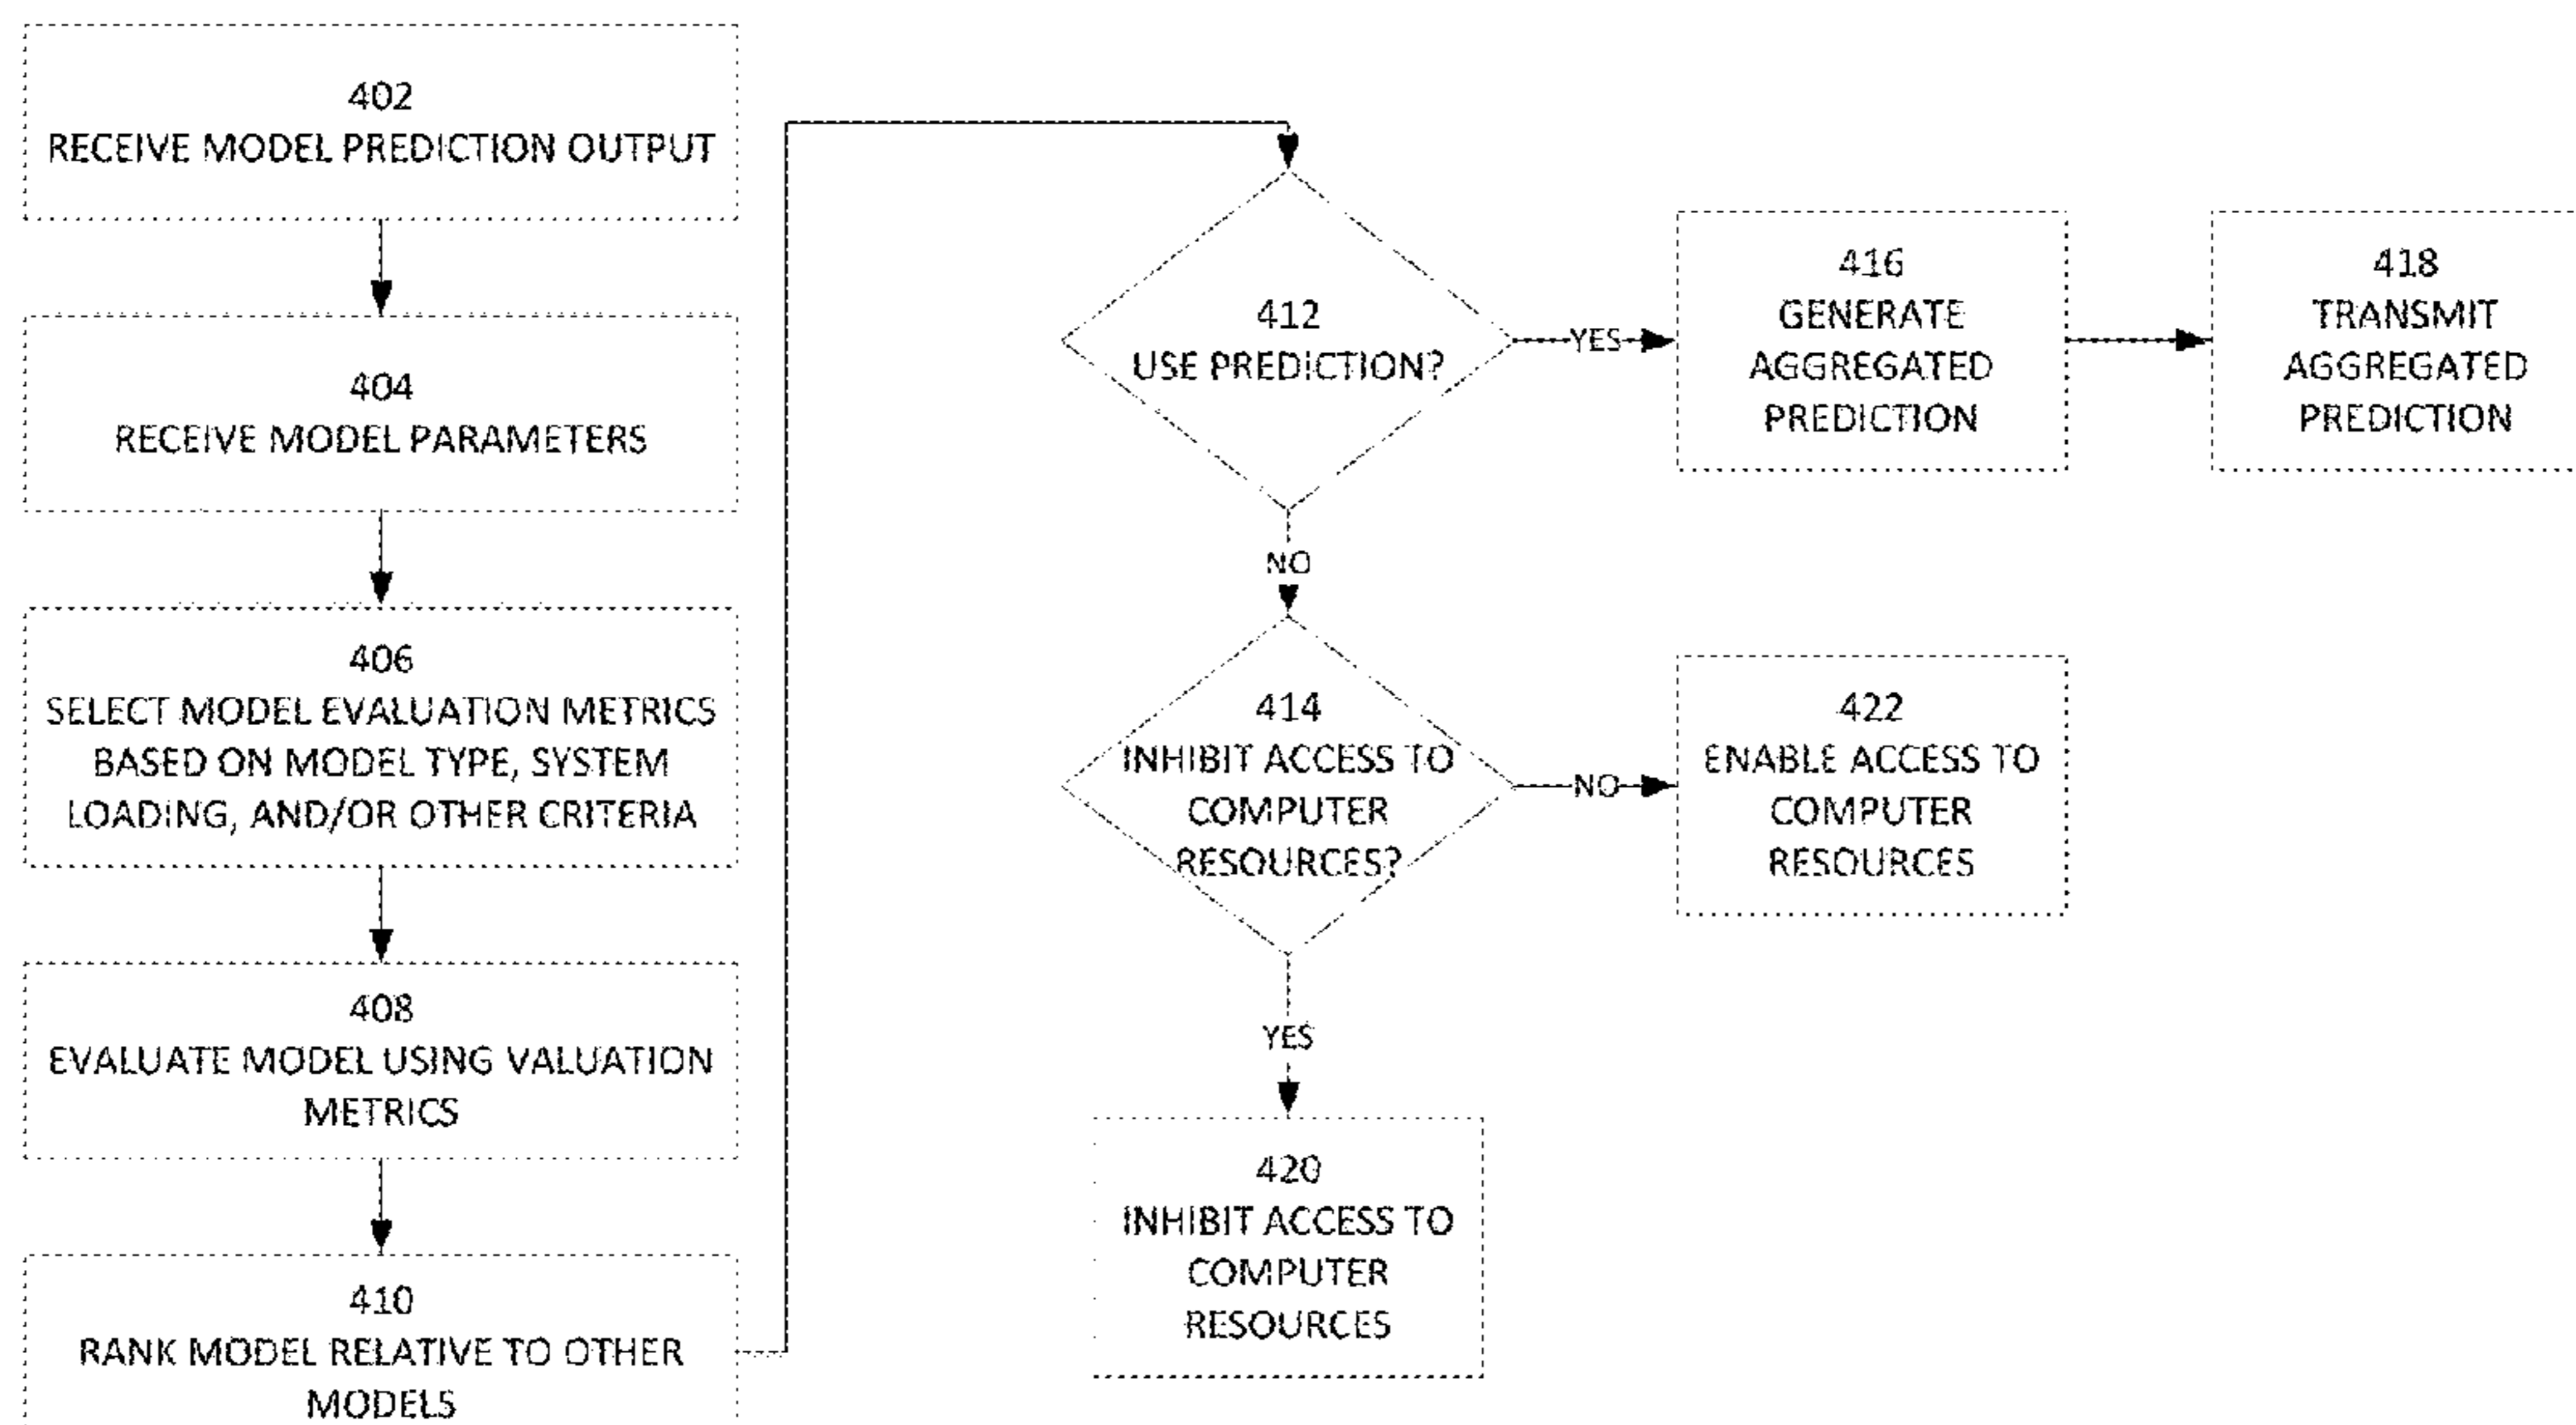 402
RECEIVE MODEL PREDICTION OUTPUT
404
RECEIVE MODEL PARAMETERS
406
SELECT MODEL EVALUATION METRICS
BASED ON MODEL TYPE, SYSTEM
LOADING, AND/OR OTHER CRITERIA
408
EVALUATE MODEL USING VALUATION
METRICS
410
RANK MODEL RELATIVE TO OTHER
MODELS
412
USE PREDICTION?
YES
416
GENERATE
AGGREGATED
PREDICTION
418
TRANSMIT
AGGREGATED
PREDICTION
NO
414
INHIBIT ACCESS TO
COMPUTER
RESOURCES?
NO
422
ENABLE ACCESS TO
COMPUTER
RESOURCES
YES
420
INHIBIT ACCESS TO
COMPUTER
RESOURCES